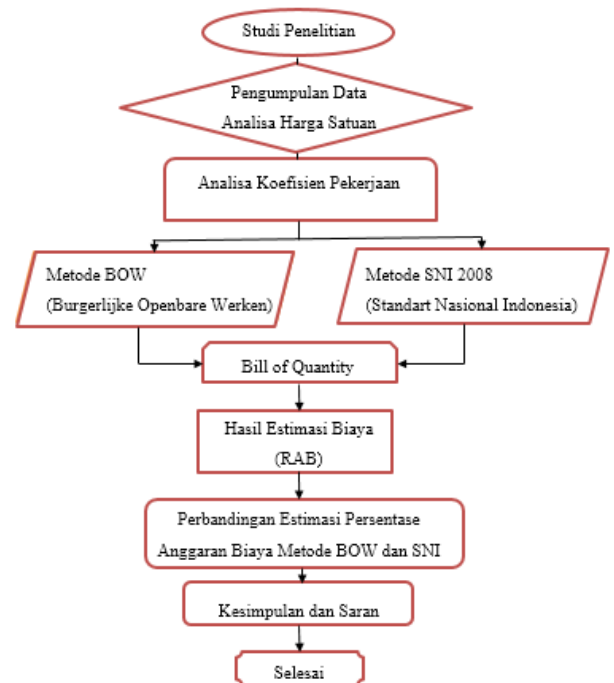 Studi Penelitian
Pengumpulan Data
Analisa Harga Satuan
Analisa Koefisien Pekerjaan
Metode BOW
(Burgerlijke Openbare Werken)
Metode SNI 2008
(Standart Nasional Indonesia)
Bill of Quantity
Hasil Estimasi Biaya
(RAB)
Perbandingan Estimasi Persentase
Anggaran Biaya Metode BOW dan SNI
Kesimpulan dan Saran
Selesai